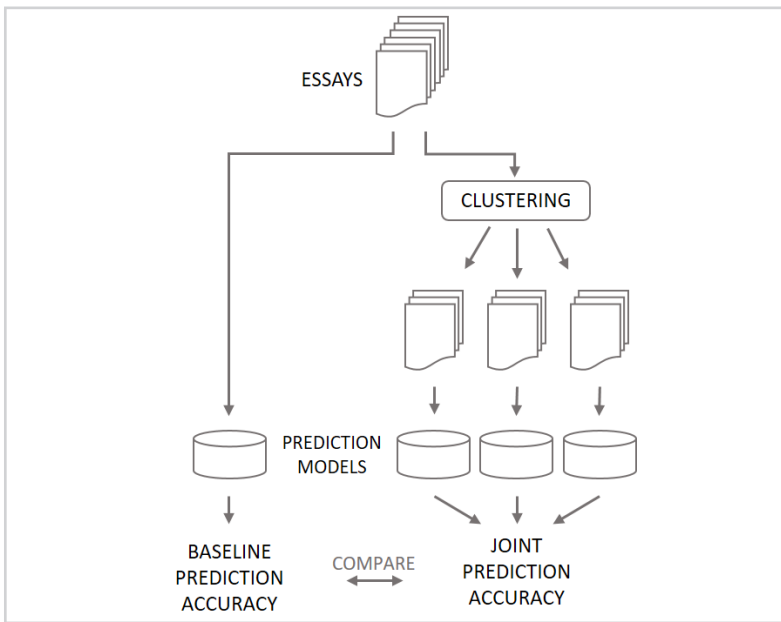 ESSAYS
CLUSTERING
PREDICTION
MODELS
BASELINE
PREDICTION
ACCURACY
COMPARE
JOINT
PREDICTION
ACCURACY